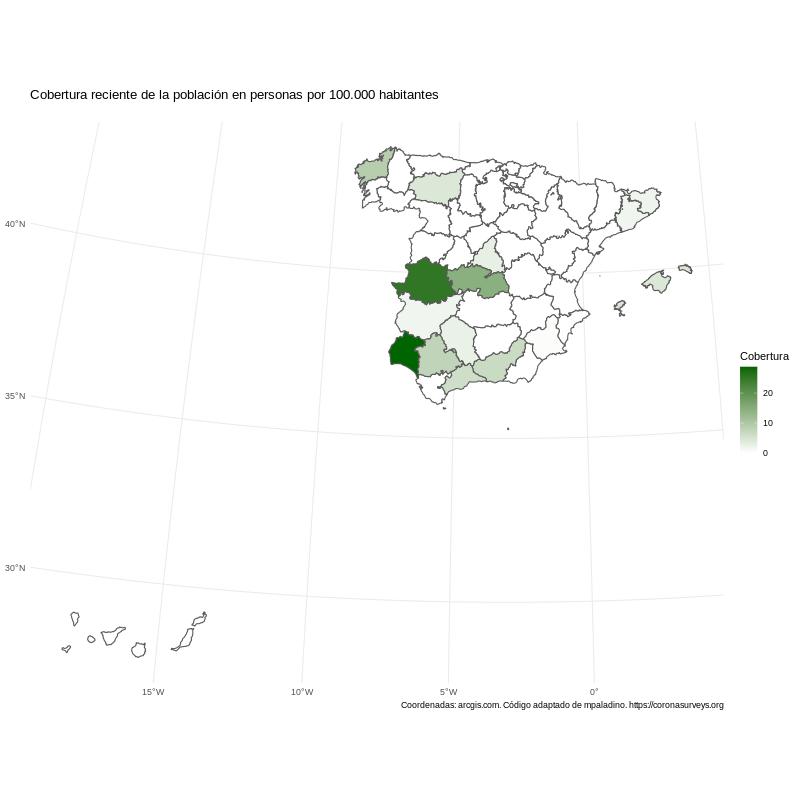 Cobertura reciente de la población en personas por 100.000 habitantes
40°N
35°N
30°N
15°W
10°W
5°W
0°
Cobertura
20
10
0
Coordenadas: arcgis.com. Código adaptado de mpaladino. https://coronasurveys.org